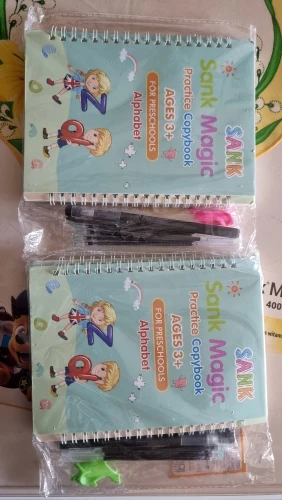 SANK
Sank Magic
Practice Copybook
AGES 3+
FOR PRESCHOOLS
Alphabet
Z
a
SANK
Sank Magic
Practice Copybook
AGES 3+
FOR PRESCHOOLS
Alphabet
Z
a
400